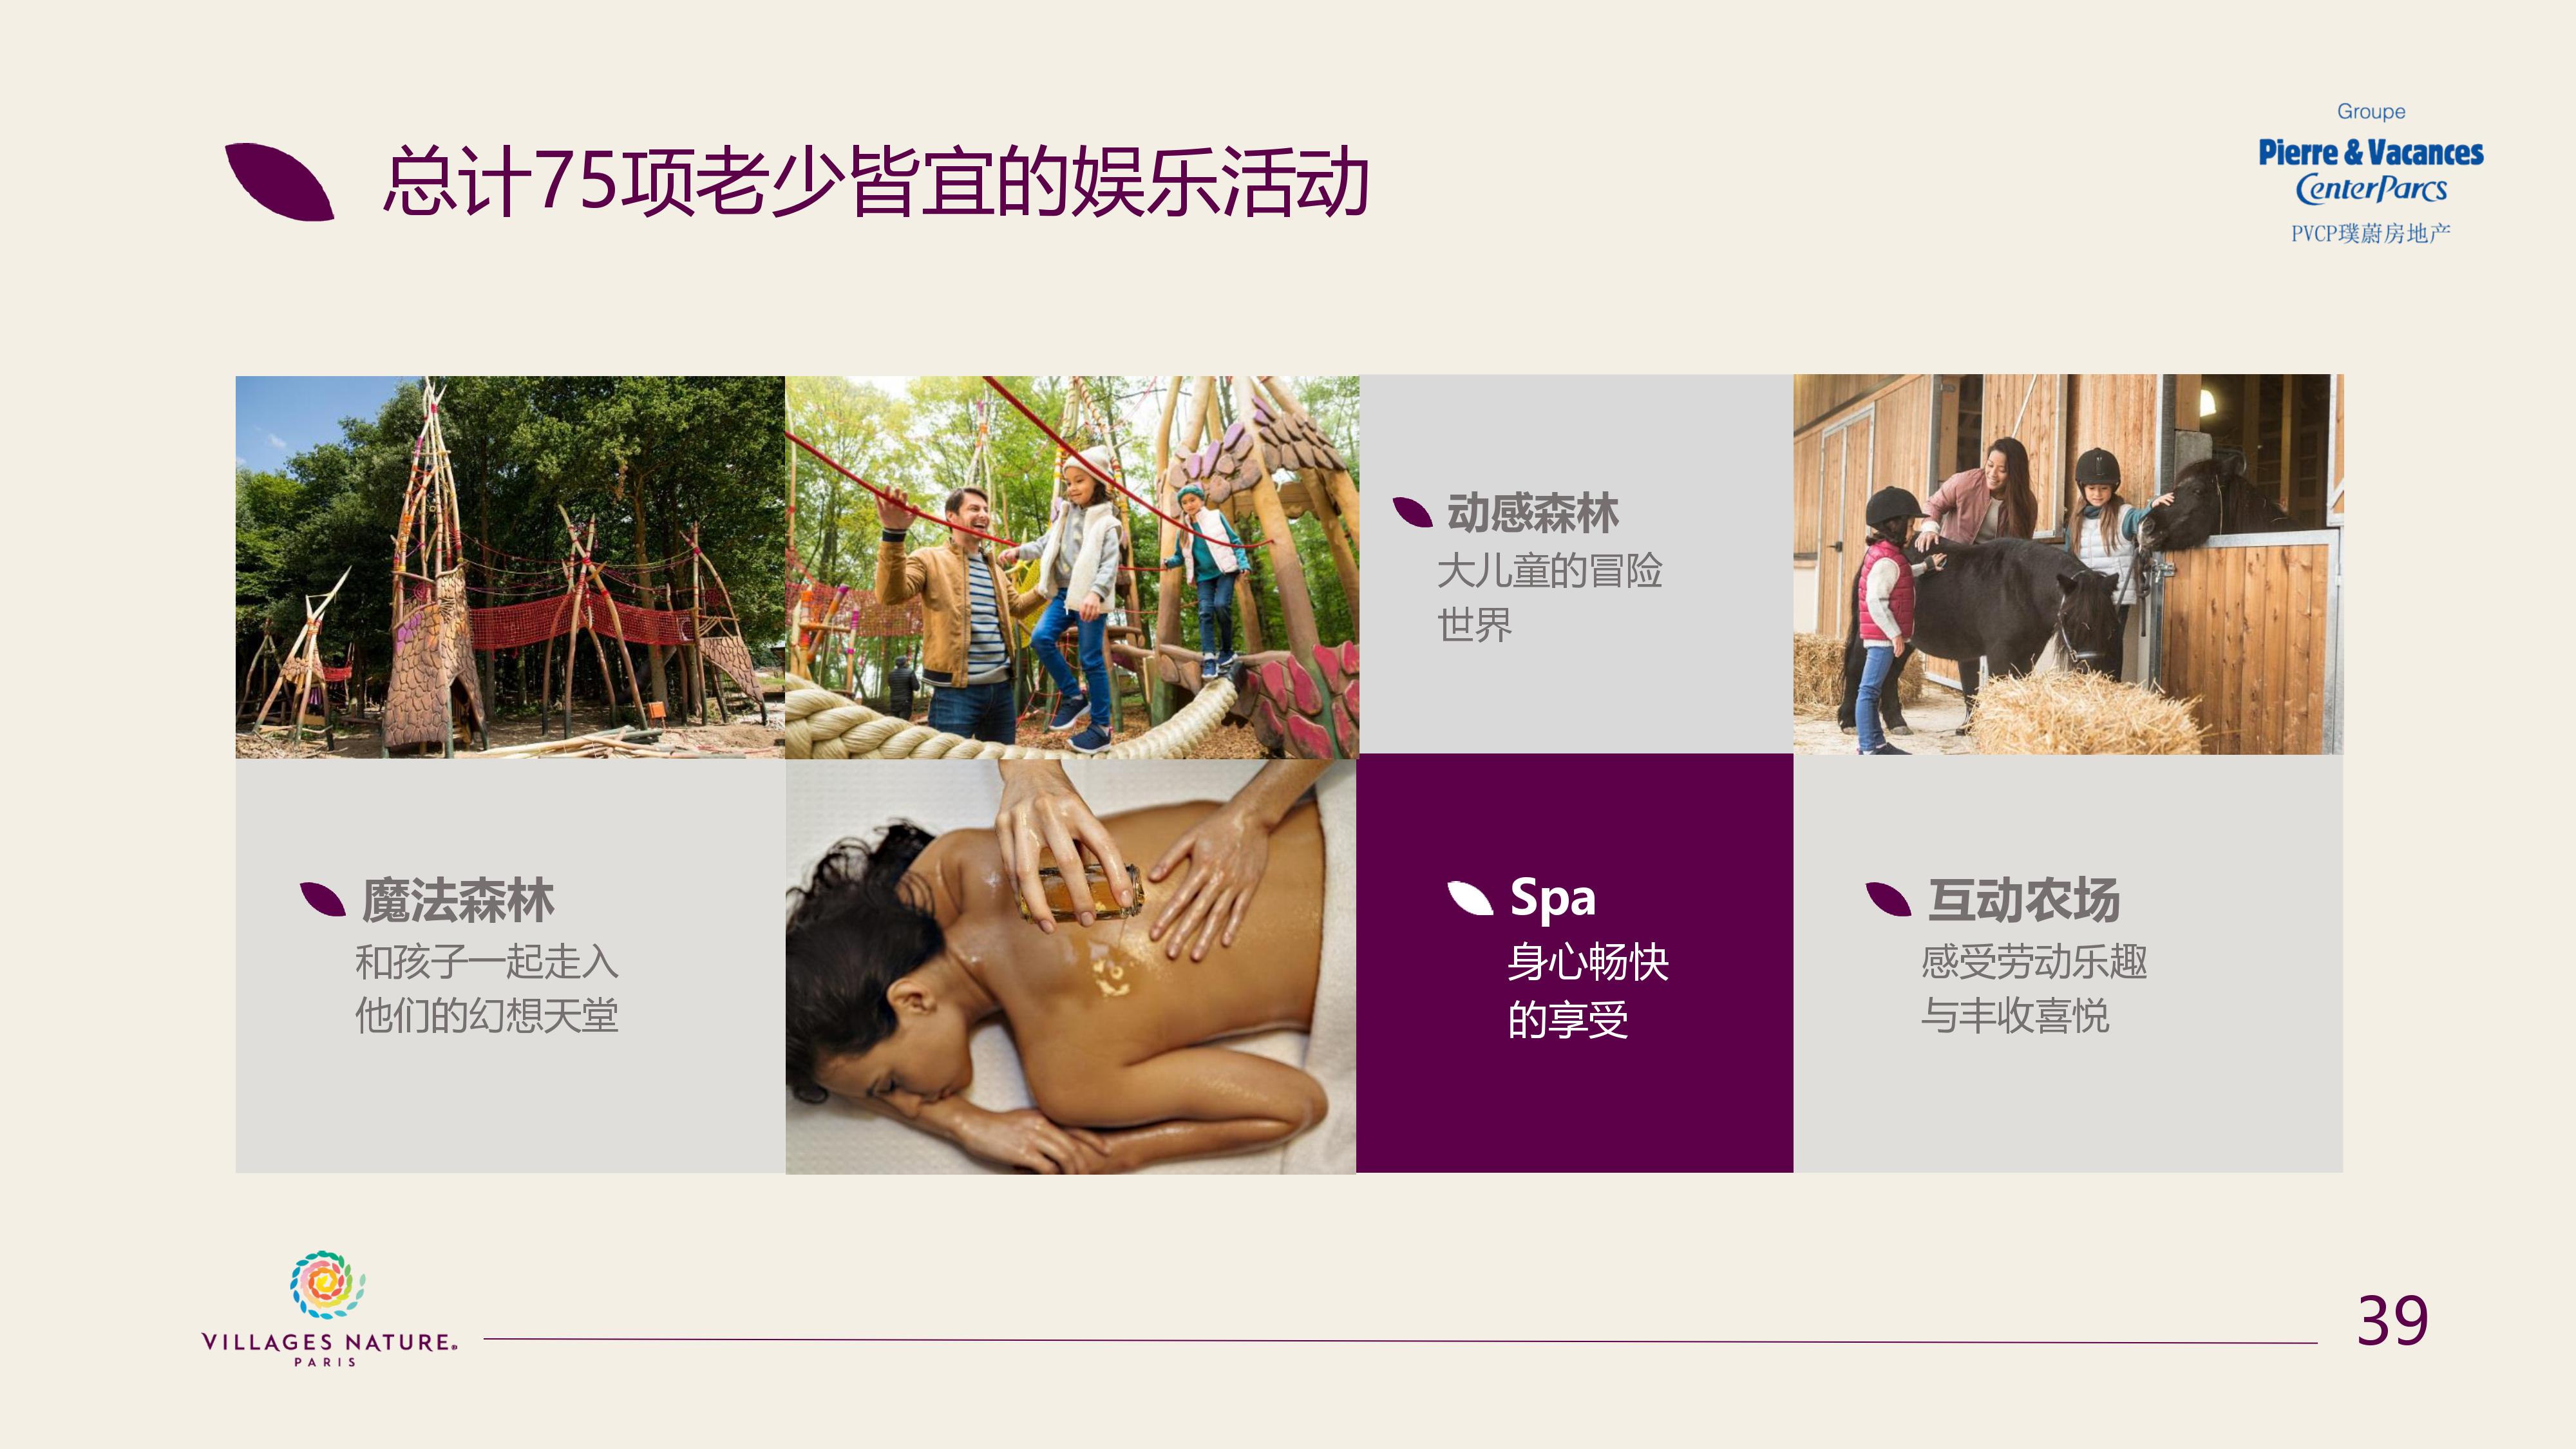 总计75项老少皆宜的娱乐活动
Groupe
Pierre & Vacances
CenterParcs
PVCP璞蔚房地产
动感森林
大儿童的冒险
世界
魔法森林
和孩子一起走入
他们的幻想天堂
Spa
身心畅快
的享受
互动农场
感受劳动乐趣
与丰收喜悦
VILLAGES NATURE®
PARIS
39